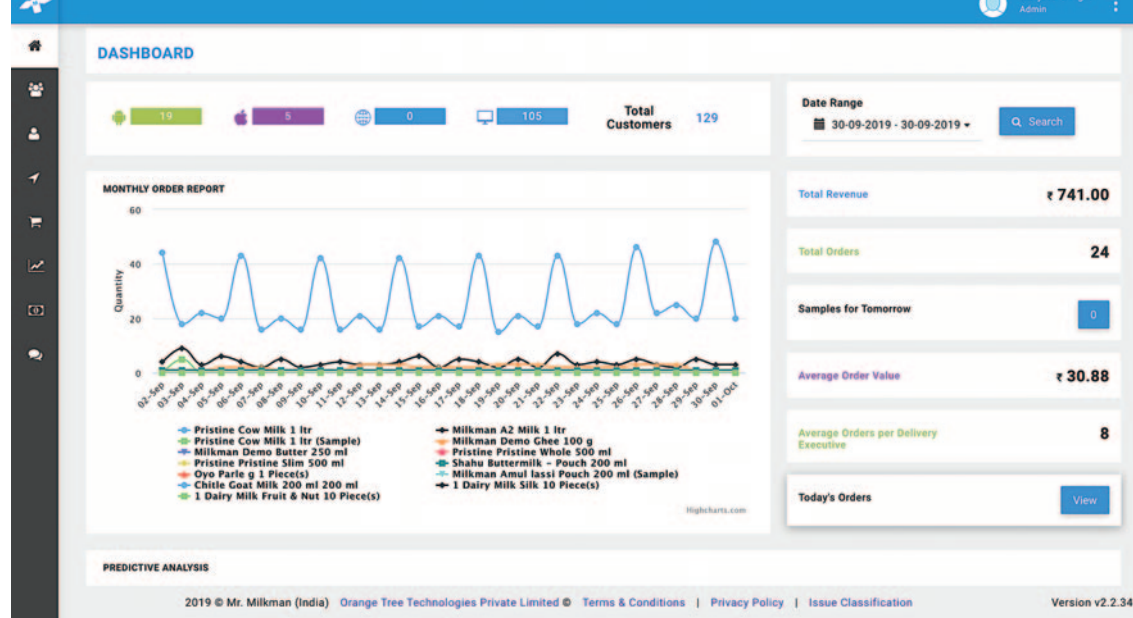 Admin
DASHBOARD
19
5
0
105
Total
Customers
129
Date Range
30-09-2019 - 30-09-2019
Search
MONTHLY ORDER REPORT
60
40
20
0
Quantity
02-Sep
03-Sep
04-Sep
05-Sep
06-Sep
07-Sep
08-Sep
09-Sep
10-Sep
11-Sep
12-Sep
13-Sep
14-Sep
15-Sep
16-Sep
17-Sep
18-Sep
19-Sep
20-Sep
21-Sep
22-Sep
23-Sep
24-Sep
25-Sep
26-Sep
27-Sep
28-Sep
29-Sep
30-Sep
01-Oct
Pristine Cow Milk 1 ltr
Pristine Cow Milk 1 ltr (Sample)
Milkman Demo Butter 250 ml
Pristine Pristine Slim 500 ml
Oyo Parle g 1 Piece(s)
Chitle Goat Milk 200 ml 200 ml
1 Dairy Milk Fruit & Nut 10 Piece(s)
Milkman A2 Milk 1 ltr
Milkman Demo Ghee 100 g
Pristine Pristine Whole 500 ml
Shahu Buttermilk - Pouch 200 ml
Milkman Amul lassi Pouch 200 ml (Sample)
1 Dairy Milk Silk 10 Piece(s)
Highcharts.com
Total Revenue
₹ 741.00
Total Orders
24
Samples for Tomorrow
0
Average Order Value
₹ 30.88
Average Orders per Delivery
Executive
8
Today's Orders
View
PREDICTIVE ANALYSIS
2019 © Mr. Milkman (India) Orange Tree Technologies Private Limited © Terms & Conditions | Privacy Policy | Issue Classification
Version v2.2.34